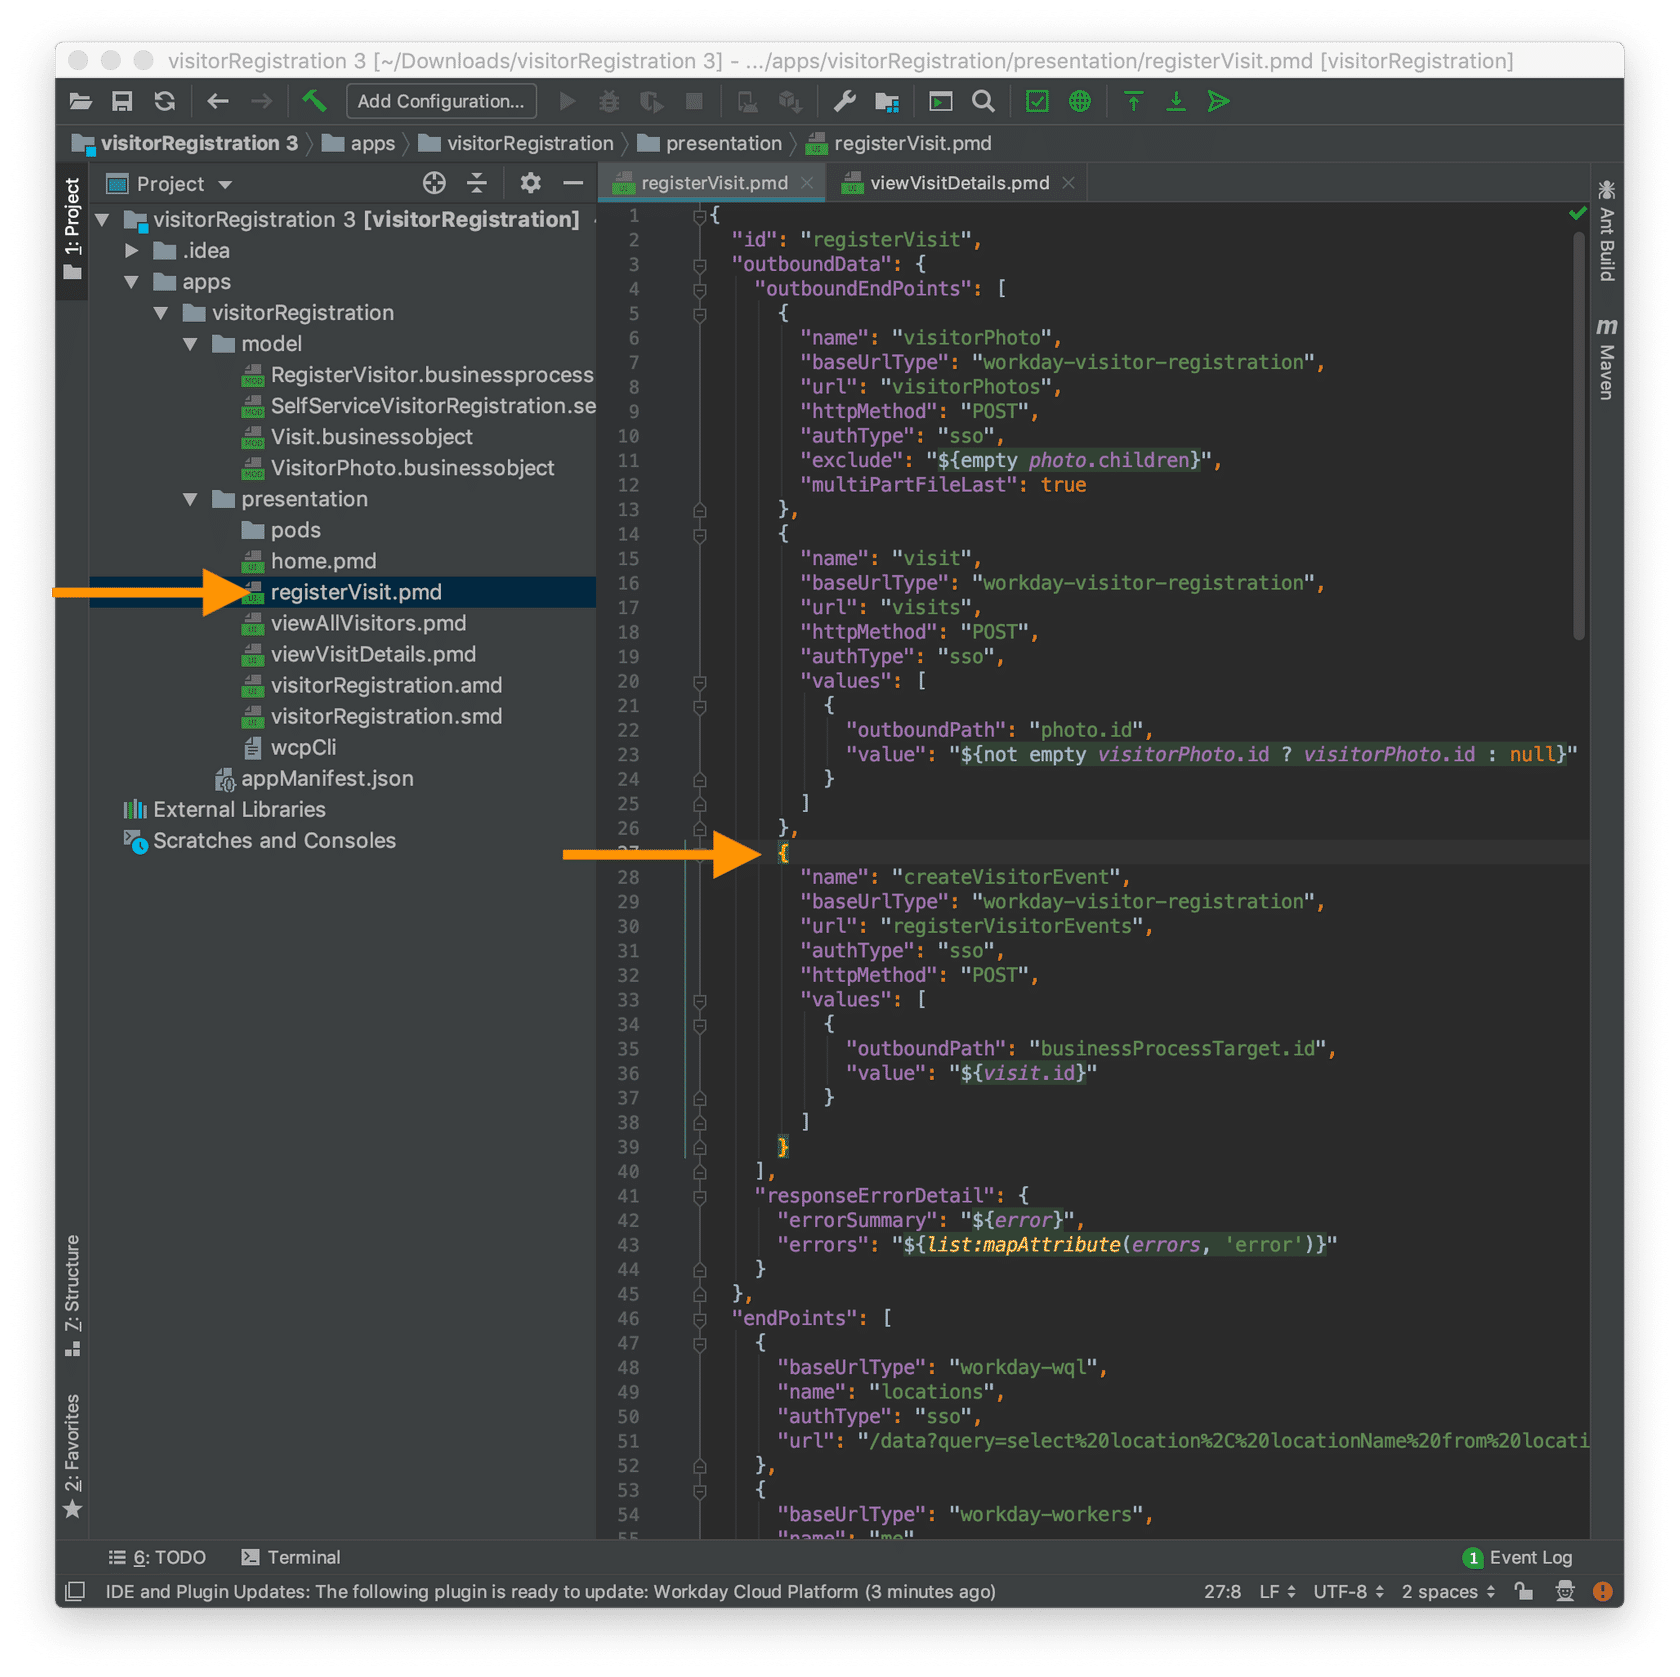 visitorRegistration 3 [~/Downloads/visitorRegistration 3] - .../apps/visitorRegistration/presentation/registerVisit.pmd [visitorRegistration]
Add Configuration...
visitorRegistration 3 apps visitorRegistration presentation registerVisit.pmd
1: Project
Project
visitorRegistration 3 [visitorRegistration]
.idea
apps
visitorRegistration
model
RegisterVisitor.businessprocess
SelfServiceVisitorRegistration.se
Visit.businessobject
VisitorPhoto.businessobject
presentation
pods
home.pmd
registerVisit.pmd
viewAllVisitors.pmd
viewVisitDetails.pmd
visitorRegistration.amd
visitorRegistration.smd
wcpCli
appManifest.json
External Libraries
Scratches and Consoles
Z: Structure
2: Favorites
registerVisit.pmd viewVisitDetails.pmd
1 {
2 "id": "registerVisit",
3 "outboundData": {
4 "outboundEndPoints": [
5 {
6 "name": "visitorPhoto",
7 "baseUrlType": "workday-visitor-registration",
8 "url": "visitorPhotos",
9 "httpMethod": "POST",
10 "authType": "sso",
11 "exclude": "${empty photo.children}",
12 "multiPartFileLast": true
13 },
14 {
15 "name": "visit",
16 "baseUrlType": "workday-visitor-registration",
17 "url": "visits",
18 "httpMethod": "POST",
19 "authType": "sso",
20 "values": [
21 {
22 "outboundPath": "photo.id",
23 "value": "${not empty visitorPhoto.id ? visitorPhoto.id : null}"
24 }
25 ]
26 },
27 {
28 "name": "createVisitorEvent",
29 "baseUrlType": "workday-visitor-registration",
30 "url": "registerVisitorEvents",
31 "authType": "sso",
32 "httpMethod": "POST",
33 "values": [
34 {
35 "outboundPath": "businessProcessTarget.id",
36 "value": "${visit.id}"
37 }
38 ]
39 }
40 ],
41 "responseErrorDetail": {
42 "errorSummary": "${error}",
43 "errors": "${list:mapAttribute(errors, 'error')}"
44 }
45 },
46 "endPoints": [
47 {
48 "baseUrlType": "workday-wql",
49 "name": "locations",
50 "authType": "sso",
51 "url": "/data?query=select%20location%2C%20locationName%20from%20locati
52 },
53 {
54 "baseUrlType": "workday-workers",
55 "name": "me"
Ant Build
m Maven
6: TODO Terminal 1 Event Log
IDE and Plugin Updates: The following plugin is ready to update: Workday Cloud Platform (3 minutes ago) 27:8 LF UTF-8 2 spaces